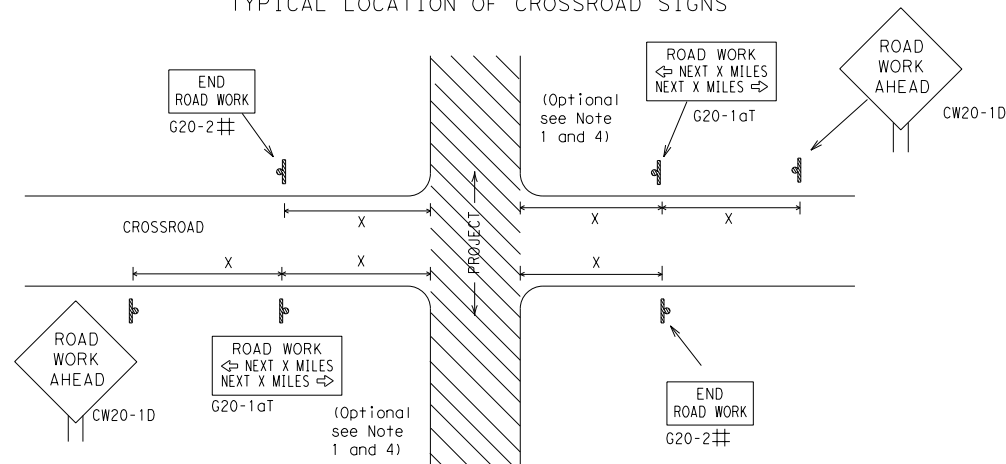 TYPICAL LOCATION OF CROSSROAD SIGNS
END
ROAD WORK
G20-2#
(Optional
see Note
1 and 4)
ROAD WORK
⇦ NEXT X MILES
NEXT X MILES ⇨
G20-1aT
ROAD
WORK
AHEAD
CW20-1D
CROSSROAD
X
X
X
X
X
X
PROJECT
ROAD
WORK
AHEAD
CW20-1D
ROAD WORK
⇦ NEXT X MILES
NEXT X MILES ⇨
G20-1aT
(Optional
see Note
1 and 4)
END
ROAD WORK
G20-2#